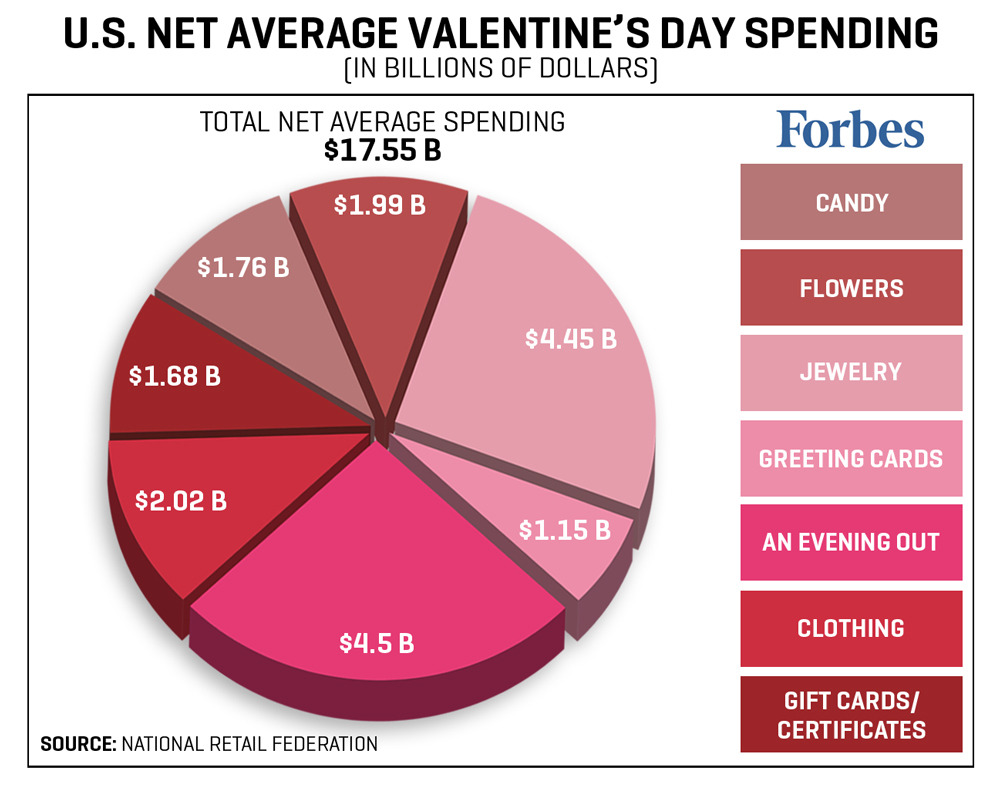 U.S. NET AVERAGE VALENTINE’S DAY SPENDING
(IN BILLIONS OF DOLLARS)
TOTAL NET AVERAGE SPENDING
$17.55 B
Forbes
$1.99 B
$4.45 B
$1.15 B
$4.5 B
$2.02 B
$1.68 B
$1.76 B
CANDY
FLOWERS
JEWELRY
GREETING CARDS
AN EVENING OUT
CLOTHING
GIFT CARDS/
CERTIFICATES
SOURCE: NATIONAL RETAIL FEDERATION